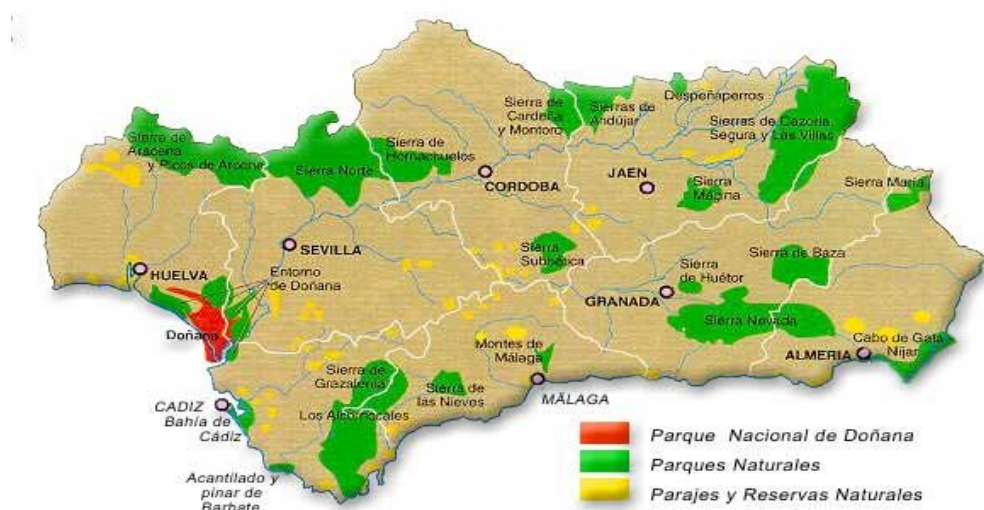 Sierra de
Cardeña
y Montoro
Sierras de
Andújar
Despeñaperros
Sierras de Cazorla,
Segura y Las Villas
Sierra de
Aracena
y Picos de Aroche
Sierra Norte
Sierra de
Hornachuelos
CORDOBA
JAEN
Sierra
Mágina
Sierra María
SEVILLA
HUELVA
Entorno
de Doñana
Doñana
Sierra
Subbética
Sierra
de Huétor
Sierra de Baza
GRANADA
Sierra Nevada
Montes de
Málaga
Cabo de Gata
Nijar
ALMERIA
Sierra de
Grazalema
Sierra de
las Nieves
MÁLAGA
Los Alcornocales
CADIZ
Bahía de
Cádiz
Acantilado y
pinar de
Barbate
Parque Nacional de Doñana
Parques Naturales
Parajes y Reservas Naturales